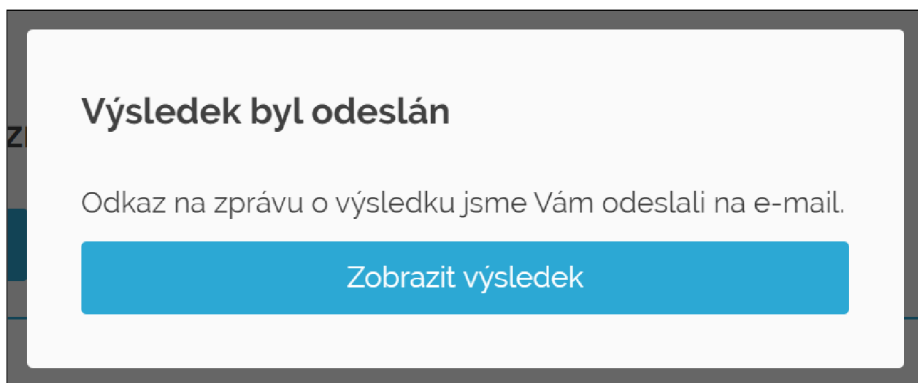 Výsledek byl odeslán
Odkaz na zprávu o výsledku jsme Vám odeslali na e-mail.
Zobrazit výsledek